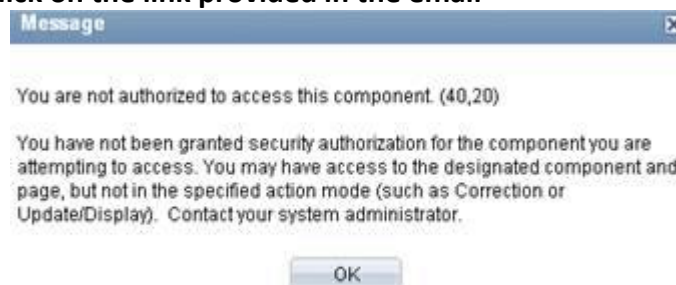 ick on the link provided in the email
Message
You are not authorized to access this component. (40,20)
You have not been granted security authorization for the component you are
attempting to access. You may have access to the designated component and
page, but not in the specified action mode (such as Correction or
Update/Display). Contact your system administrator.
OK